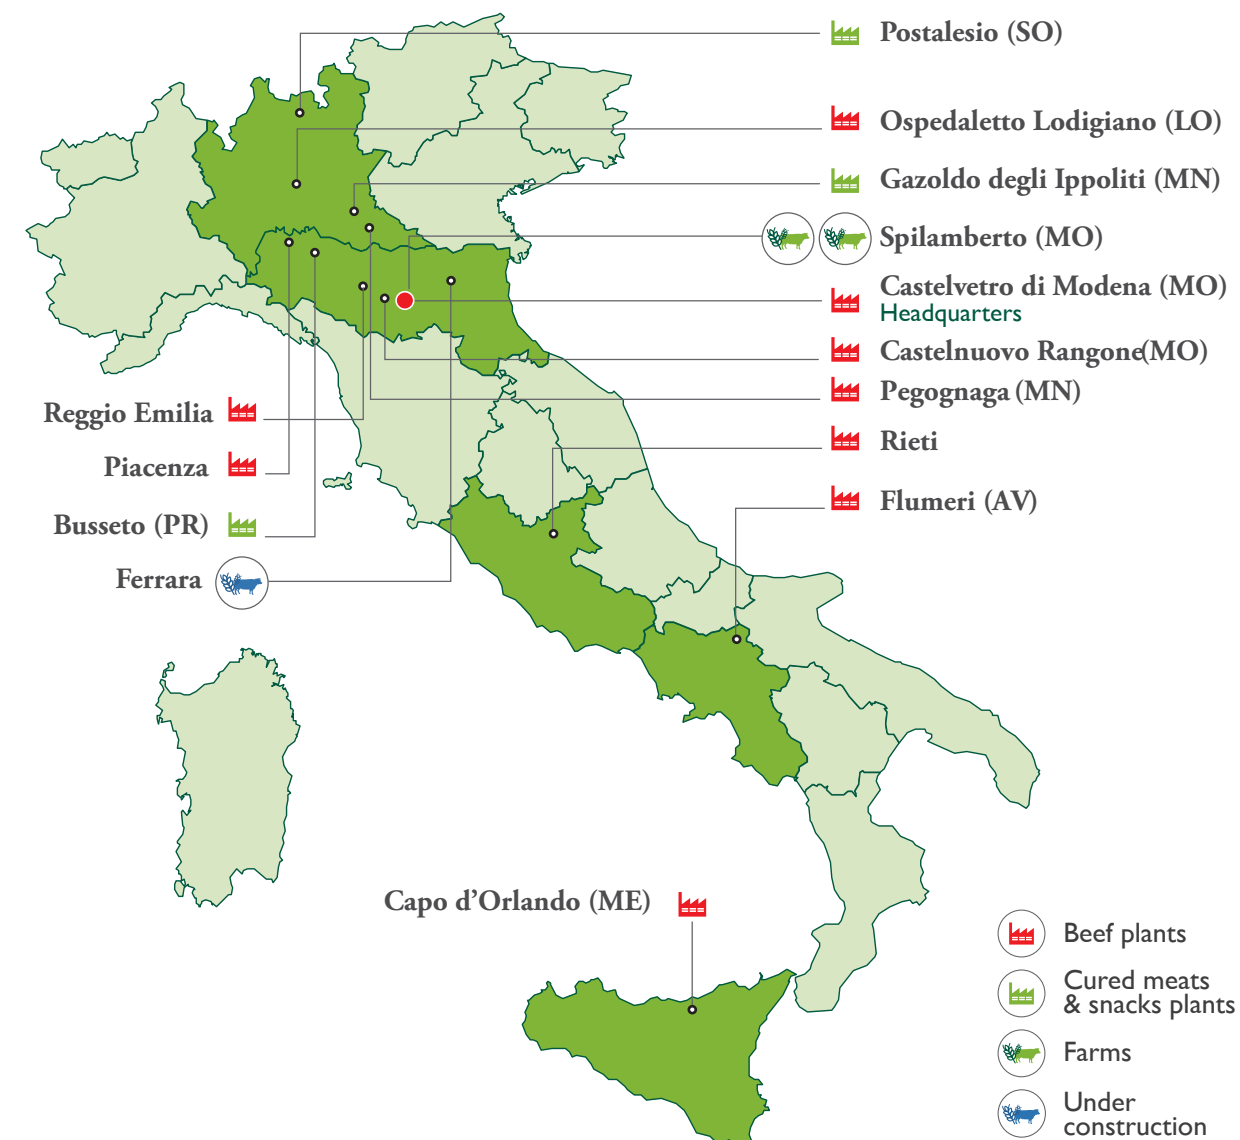 Postalesio (SO)
Ospedaletto Lodigiano (LO)
Gazoldo degli Ippoliti (MN)
Spilamberto (MO)
Castelvetro di Modena (MO)
Headquarters
Castelnuovo Rangone(MO)
Pegognaga (MN)
Rieti
Flumeri (AV)
Reggio Emilia
Piacenza
Busseto (PR)
Ferrara
Capo d’Orlando (ME)
Beef plants
Cured meats
& snacks plants
Farms
Under
construction